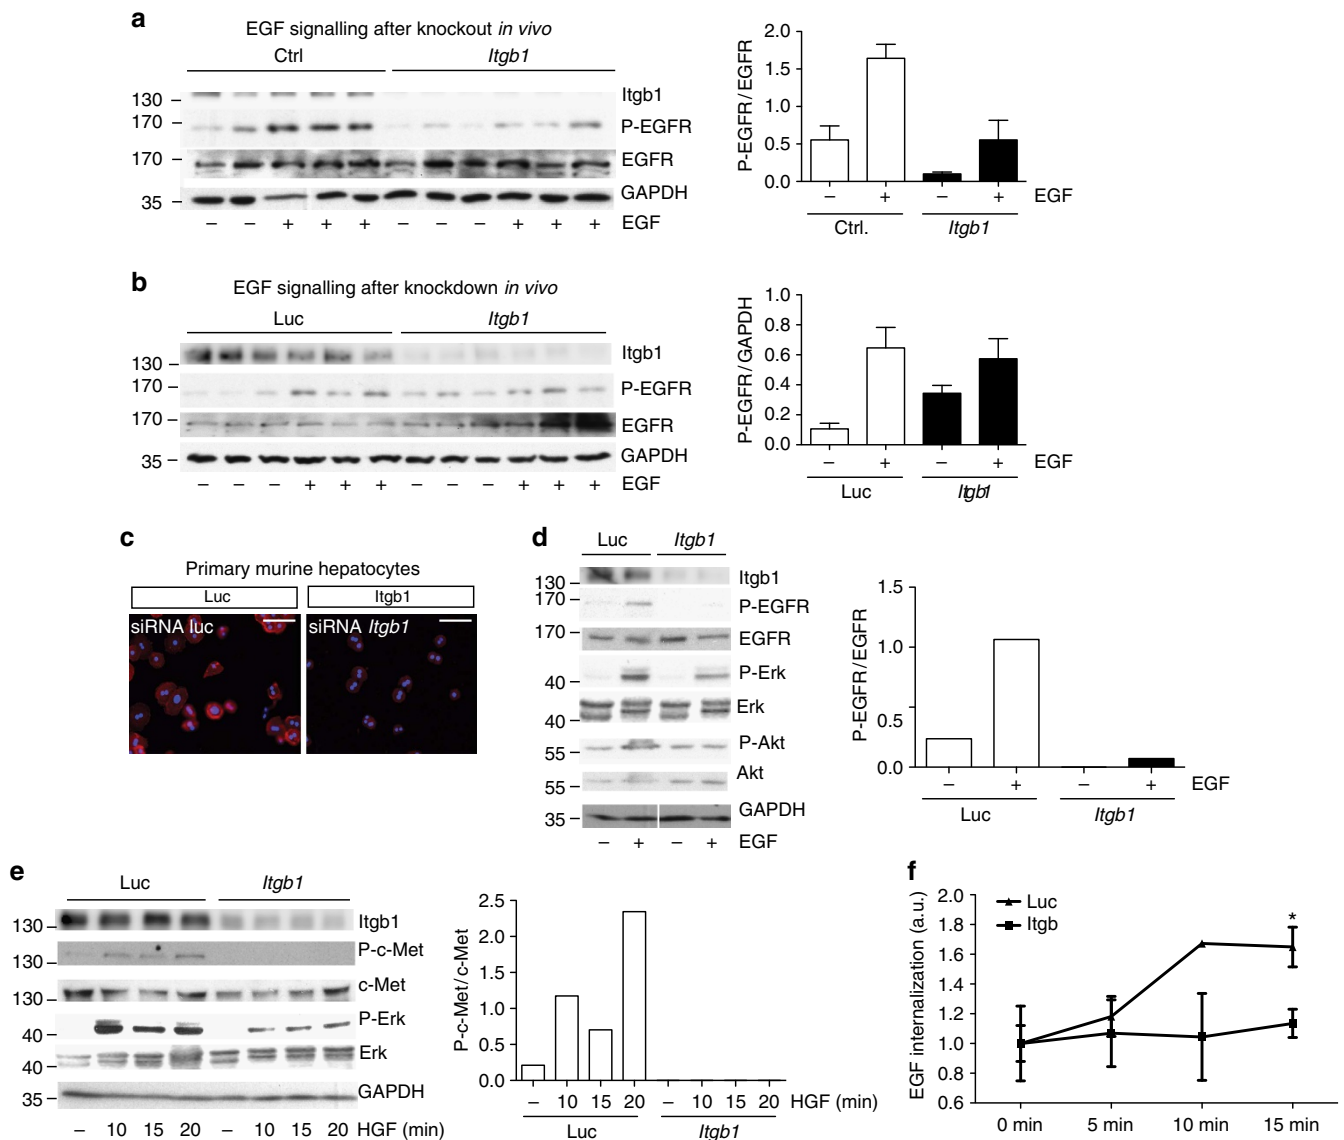 a
EGF signalling after knockout in vivo
Ctrl Itgb1
130 Itgb1
170 P-EGFR
170 EGFR
35 GAPDH
– – + + + – – – + + + EGF
P-EGFR/EGFR
2.0
1.5
1.0
0.5
0.0
– + – + EGF
Ctrl. Itgb1
b
EGF signalling after knockdown in vivo
Luc Itgb1
130 Itgb1
170 P-EGFR
170 EGFR
35 GAPDH
– – – + + + – – – + + + EGF
P-EGFR/GAPDH
1.0
0.8
0.6
0.4
0.2
0.0
– + – + EGF
Luc Itgb1
c
Primary murine hepatocytes
Luc Itgb1
siRNA luc siRNA Itgb1
d
Luc Itgb1
130 Itgb1
170 P-EGFR
170 EGFR
40 P-Erk
40 Erk
55 P-Akt
55 Akt
35 GAPDH
– + – + EGF
P-EGFR/EGFR
1.5
1.0
0.5
0.0
– + – + EGF
Luc Itgb1
e
Luc Itgb1
130 Itgb1
130 P-c-Met
130 c-Met
40 P-Erk
40 Erk
35 GAPDH
– 10 15 20 – 10 15 20 HGF (min)
P-c-Met/c-Met
2.5
2.0
1.5
1.0
0.5
0.0
– 10 15 20 – 10 15 20 HGF (min)
Luc Itgb1
f
EGF internalization (a.u.)
2.0
1.8
1.6
1.4
1.2
1.0
0.8
0.6
Luc
Itgb
*
0 min 5 min 10 min 15 min